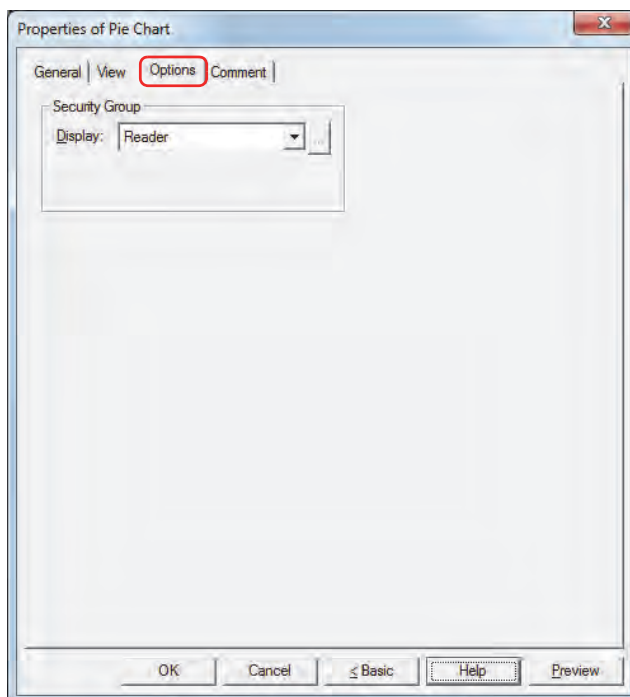 Properties of Pie Chart
General View Options Comment
Security Group
Display: Reader ...
OK Cancel < Basic Help Preview